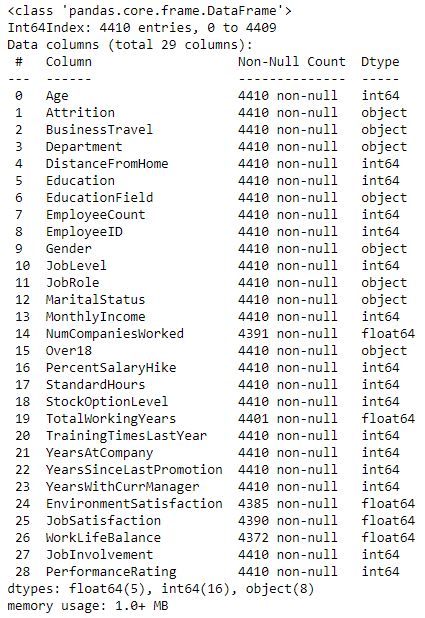 <class 'pandas.core.frame.DataFrame'>
Int64Index: 4410 entries, 0 to 4409
Data columns (total 29 columns):
 #   Column                   Non-Null Count  Dtype
---  ------                   --------------  -----
 0   Age                      4410 non-null   int64
 1   Attrition                4410 non-null   object
 2   BusinessTravel           4410 non-null   object
 3   Department               4410 non-null   object
 4   DistanceFromHome         4410 non-null   int64
 5   Education                4410 non-null   int64
 6   EducationField           4410 non-null   object
 7   EmployeeCount            4410 non-null   int64
 8   EmployeeID               4410 non-null   int64
 9   Gender                   4410 non-null   object
 10  JobLevel                 4410 non-null   int64
 11  JobRole                  4410 non-null   object
 12  MaritalStatus            4410 non-null   object
 13  MonthlyIncome            4410 non-null   int64
 14  NumCompaniesWorked       4391 non-null   float64
 15  Over18                   4410 non-null   object
 16  PercentSalaryHike        4410 non-null   int64
 17  StandardHours            4410 non-null   int64
 18  StockOptionLevel         4410 non-null   int64
 19  TotalWorkingYears        4401 non-null   float64
 20  TrainingTimesLastYear    4410 non-null   int64
 21  YearsAtCompany           4410 non-null   int64
 22  YearsSinceLastPromotion  4410 non-null   int64
 23  YearsWithCurrManager     4410 non-null   int64
 24  EnvironmentSatisfaction  4385 non-null   float64
 25  JobSatisfaction          4390 non-null   float64
 26  WorkLifeBalance          4372 non-null   float64
 27  JobInvolvement           4410 non-null   int64
 28  PerformanceRating        4410 non-null   int64
dtypes: float64(5), int64(16), object(8)
memory usage: 1.0+ MB